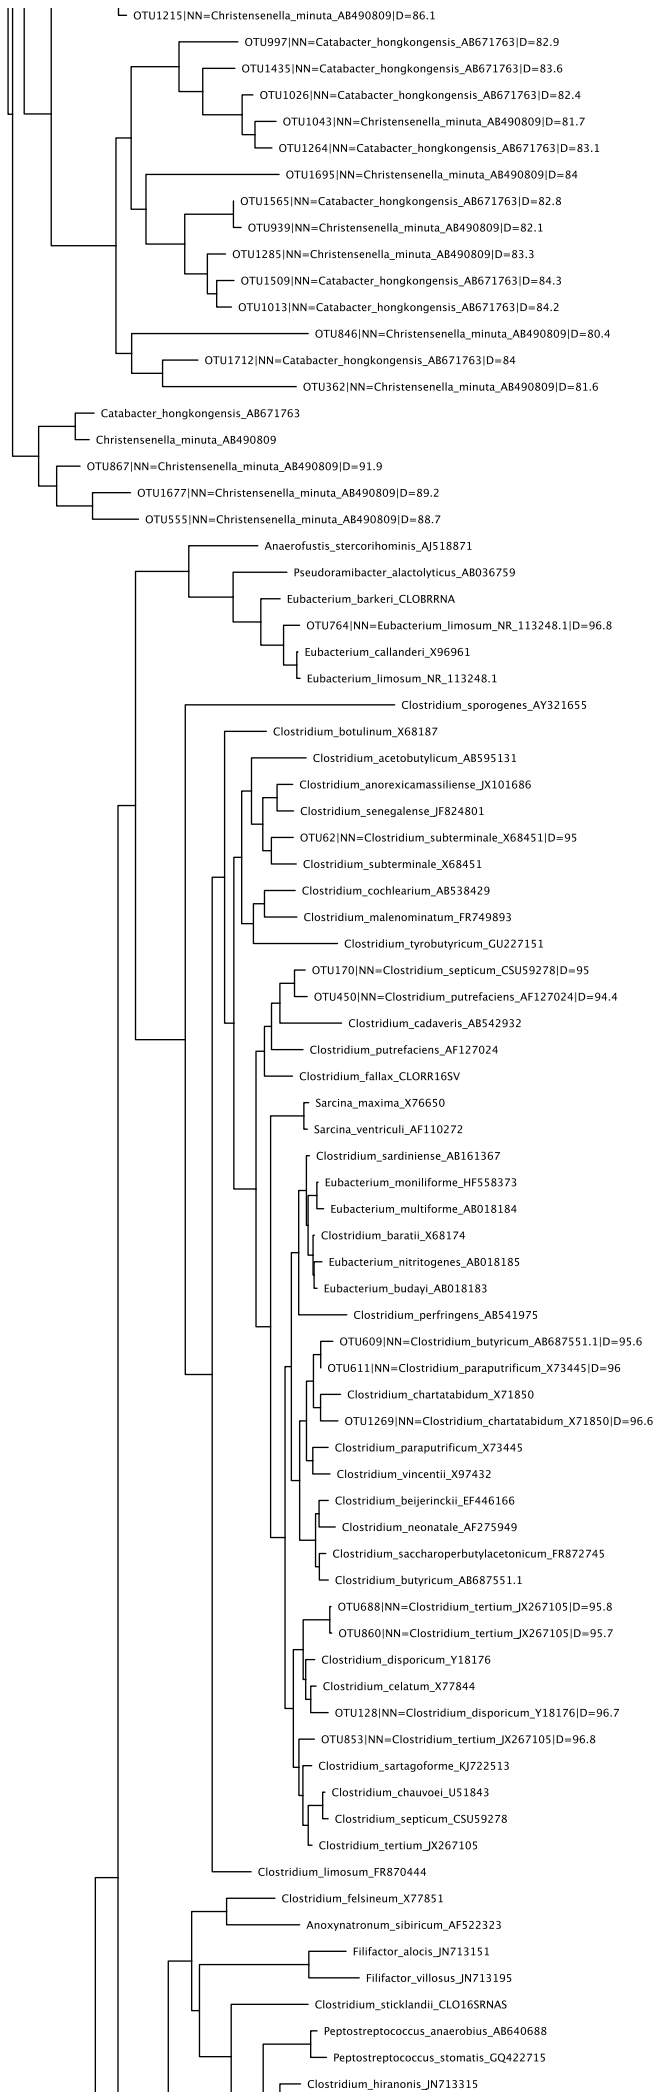 OTU1215|NN=Christensenella_minuta_AB490809|D=86.1
OTU997|NN=Catabacter_hongkongensis_AB671763|D=82.9
OTU1435|NN=Catabacter_hongkongensis_AB671763|D=83.6
OTU1026|NN=Catabacter_hongkongensis_AB671763|D=82.4
OTU1043|NN=Christensenella_minuta_AB490809|D=81.7
OTU1264|NN=Catabacter_hongkongensis_AB671763|D=83.1
OTU1695|NN=Christensenella_minuta_AB490809|D=84
OTU1565|NN=Catabacter_hongkongensis_AB671763|D=82.8
OTU939|NN=Christensenella_minuta_AB490809|D=82.1
OTU1285|NN=Christensenella_minuta_AB490809|D=83.3
OTU1509|NN=Catabacter_hongkongensis_AB671763|D=84.3
OTU1013|NN=Catabacter_hongkongensis_AB671763|D=84.2
OTU846|NN=Christensenella_minuta_AB490809|D=80.4
OTU1712|NN=Catabacter_hongkongensis_AB671763|D=84
OTU362|NN=Christensenella_minuta_AB490809|D=81.6
Catabacter_hongkongensis_AB671763
Christensenella_minuta_AB490809
OTU867|NN=Christensenella_minuta_AB490809|D=91.9
OTU1677|NN=Christensenella_minuta_AB490809|D=89.2
OTU555|NN=Christensenella_minuta_AB490809|D=88.7
Anaerofustis_stercorihominis_AJ518871
Pseudoramibacter_alactolyticus_AB036759
Eubacterium_barkeri_CLOBRRNA
OTU764|NN=Eubacterium_limosum_NR_113248.1|D=96.8
Eubacterium_callanderi_X96961
Eubacterium_limosum_NR_113248.1
Clostridium_sporogenes_AY321655
Clostridium_botulinum_X68187
Clostridium_acetobutylicum_AB595131
Clostridium_anorexicamassiliense_JX101686
Clostridium_senegalense_JF824801
OTU62|NN=Clostridium_subterminale_X68451|D=95
Clostridium_subterminale_X68451
Clostridium_cochlearium_AB538429
Clostridium_malenominatum_FR749893
Clostridium_tyrobutyricum_GU227151
OTU170|NN=Clostridium_septicum_CSU59278|D=95
OTU450|NN=Clostridium_putrefaciens_AF127024|D=94.4
Clostridium_cadaveris_AB542932
Clostridium_putrefaciens_AF127024
Clostridium_fallax_CLORR16SV
Sarcina_maxima_X76650
Sarcina_ventriculi_AF110272
Clostridium_sardiniense_AB161367
Eubacterium_moniliforme_HF558373
Eubacterium_multiforme_AB018184
Clostridium_baratii_X68174
Eubacterium_nitritogenes_AB018185
Eubacterium_budayi_AB018183
Clostridium_perfringens_AB541975
OTU609|NN=Clostridium_butyricum_AB687551.1|D=95.6
OTU611|NN=Clostridium_paraputrificum_X73445|D=96
Clostridium_chartatabidum_X71850
OTU1269|NN=Clostridium_chartatabidum_X71850|D=96.6
Clostridium_paraputrificum_X73445
Clostridium_vincentii_X97432
Clostridium_beijerinckii_EF446166
Clostridium_neonatale_AF275949
Clostridium_saccharoperbutylacetonicum_FR872745
Clostridium_butyricum_AB687551.1
OTU688|NN=Clostridium_tertium_JX267105|D=95.8
OTU860|NN=Clostridium_tertium_JX267105|D=95.7
Clostridium_disporicum_Y18176
Clostridium_celatum_X77844
OTU128|NN=Clostridium_disporicum_Y18176|D=96.7
OTU853|NN=Clostridium_tertium_JX267105|D=96.8
Clostridium_sartagoforme_KJ722513
Clostridium_chauvoei_U51843
Clostridium_septicum_CSU59278
Clostridium_tertium_JX267105
Clostridium_limosum_FR870444
Clostridium_felsineum_X77851
Anoxynatronum_sibiricum_AF522323
Filifactor_alocis_JN713151
Filifactor_villosus_JN713195
Clostridium_sticklandii_CLO16SRNAS
Peptostreptococcus_anaerobius_AB640688
Peptostreptococcus_stomatis_GQ422715
Clostridium_hiranonis_JN713315